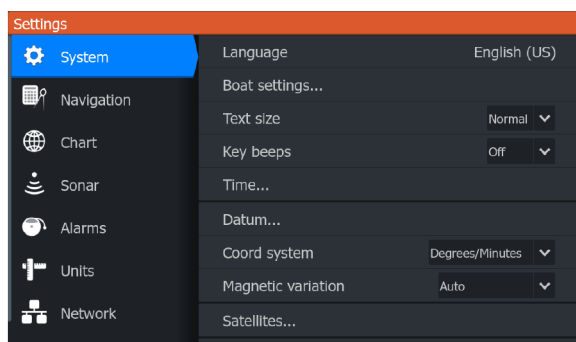 Settings
System
Navigation
Chart
Sonar
Alarms
Units
Network
Language English (US)
Boat settings...
Text size Normal
Key beeps Off
Time...
Datum...
Coord system Degrees/Minutes
Magnetic variation Auto
Satellites...